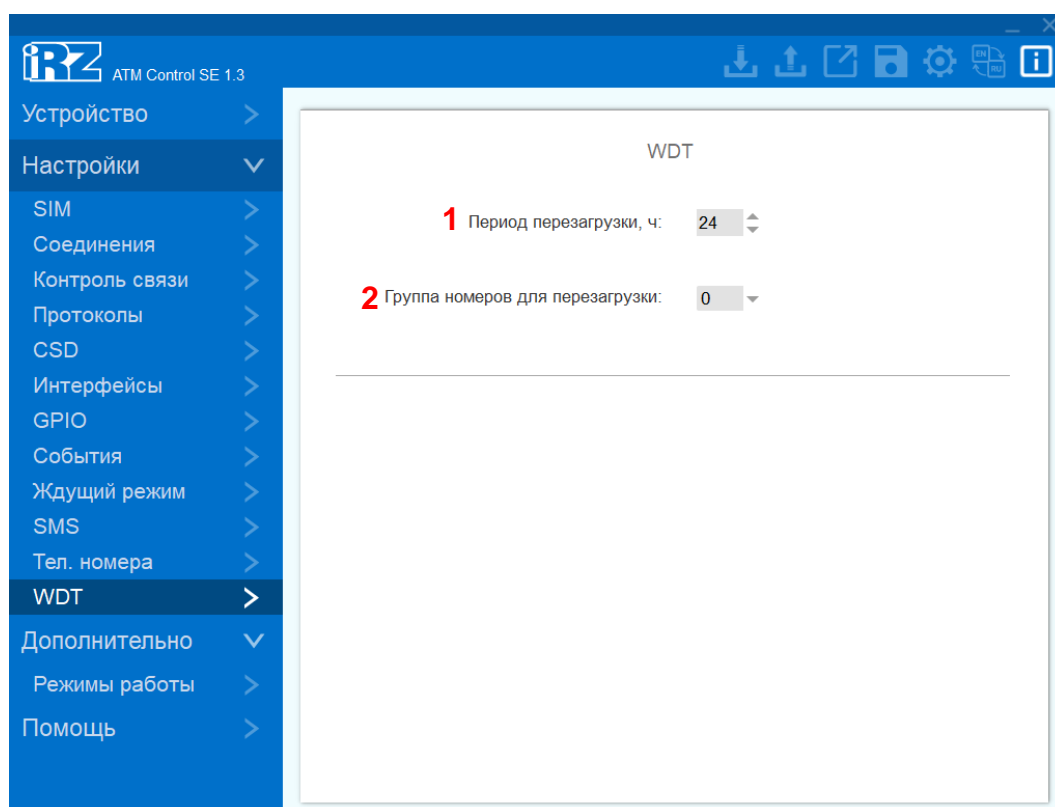 iRZ ATM Control SE 1.3
EN
RU
i
Устройство
Настройки
SIM
Соединения
Контроль связи
Протоколы
CSD
Интерфейсы
GPIO
События
Ждущий режим
SMS
Тел. номера
WDT
Дополнительно
Режимы работы
Помощь
WDT
1 Период перезагрузки, ч: 24
2 Группа номеров для перезагрузки: 0